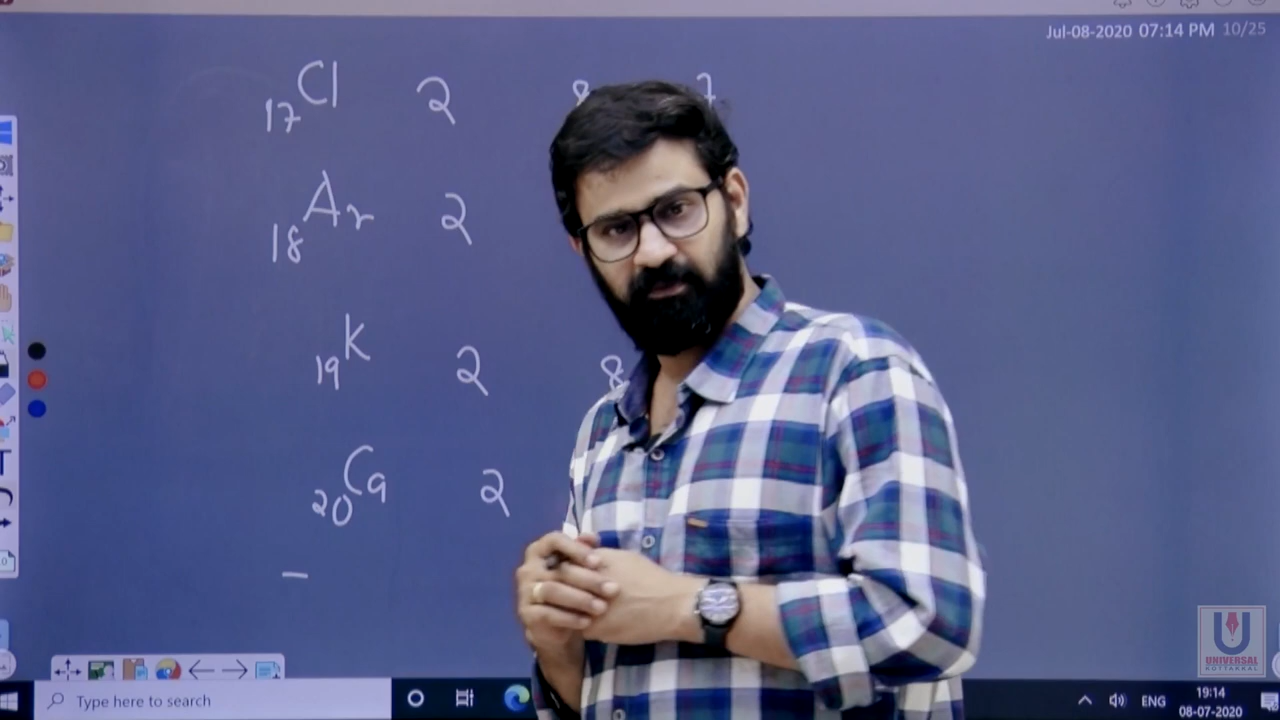 Jul-08-2020 07:14 PM 10/25
17Cl 2 8 7
18Ar 2
19K 2 8
20Ca 2
-
T
UNIVERSAL
KOTTAKKAL
Type here to search
ENG
19:14
08-07-2020